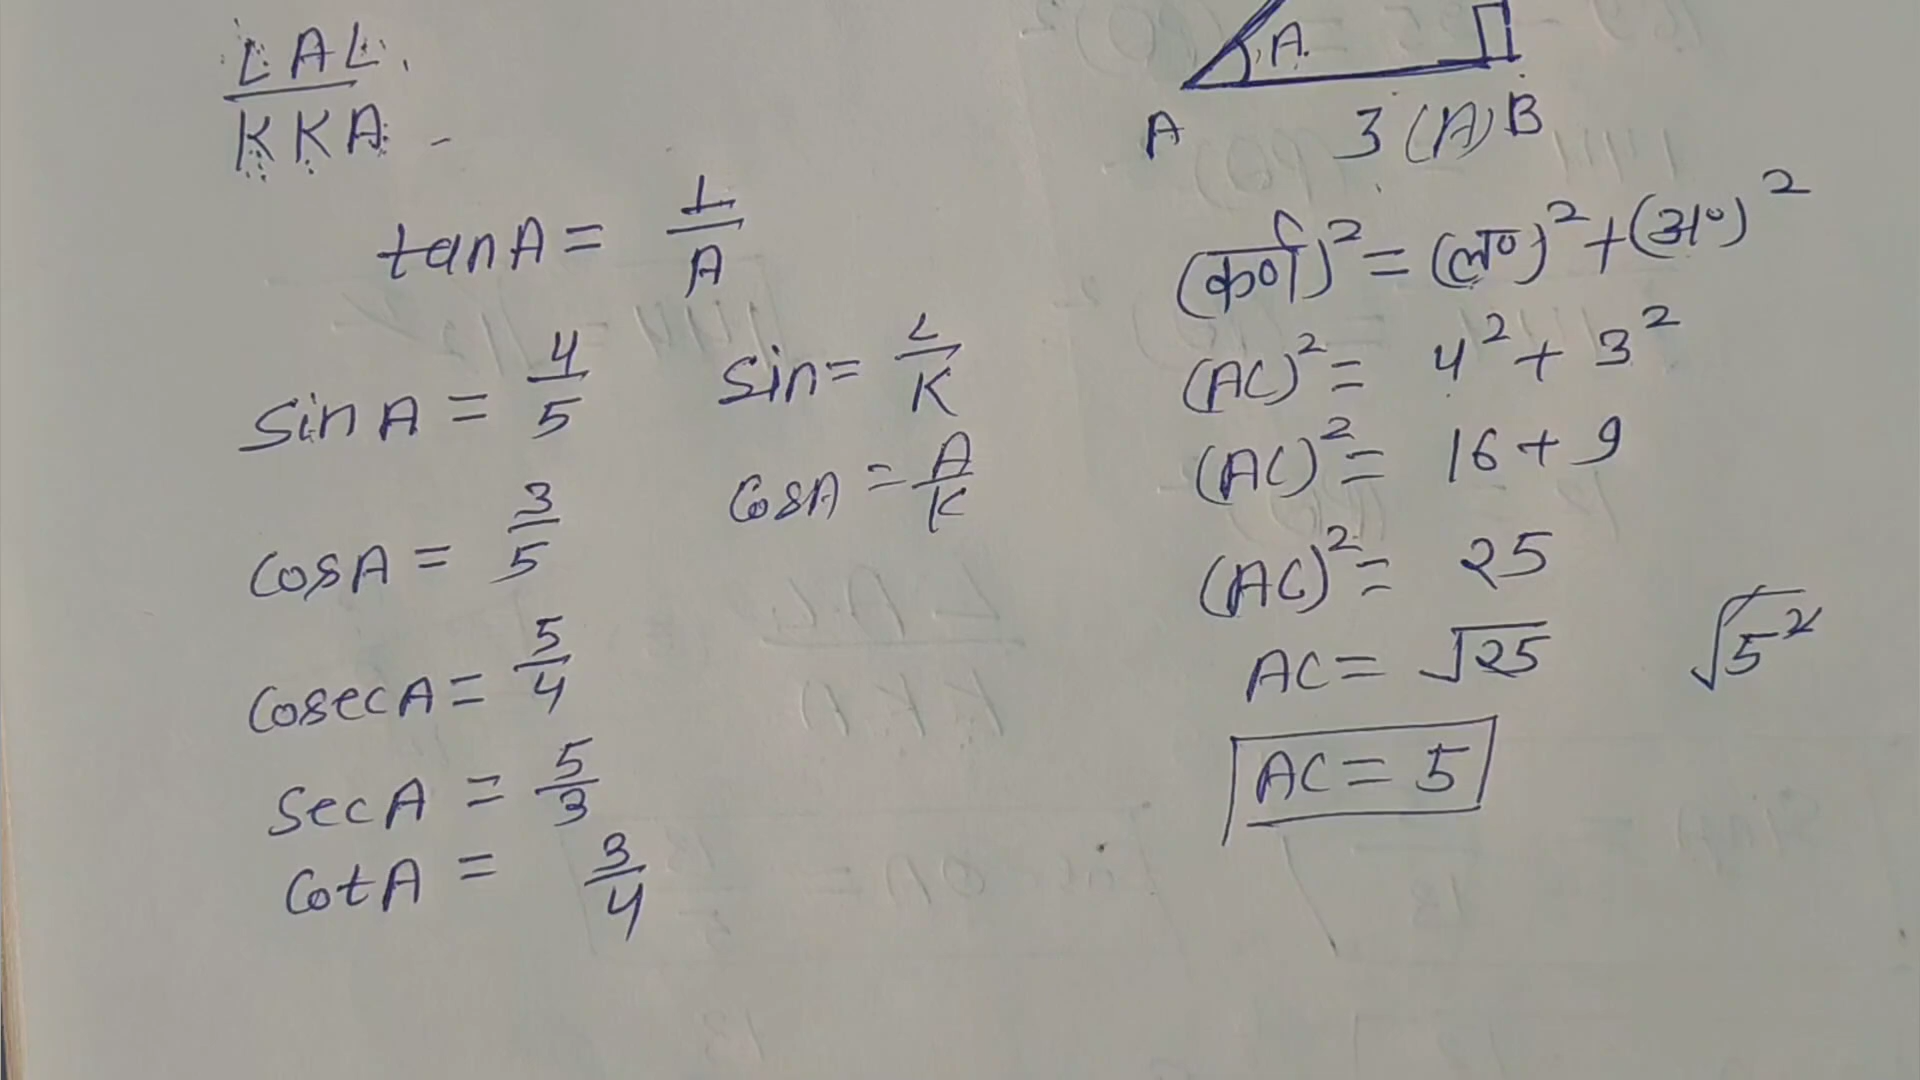 LAL.
KKA
tanA = L/A
sinA = 4/5 sin = L/K
cosA = 3/5 cosA = A/K
cosecA = 5/4
secA = 5/3
cotA = 3/4
A.
A 3(A) B
(कर्ण)² = (ल०)² + (आ०)²
(AC)² = 4² + 3²
(AC)² = 16 + 9
(AC)² = 25
AC = √25 √5²
AC = 5